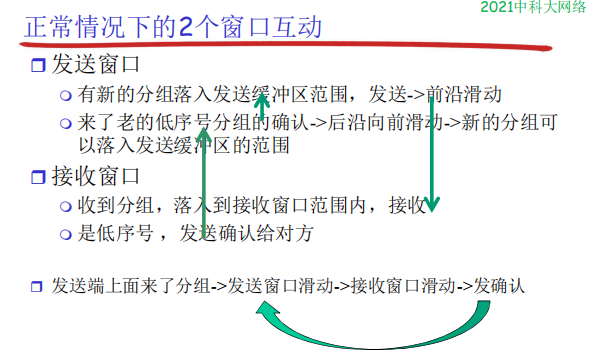 2021中科大网络
正常情况下的2个窗口互动
发送窗口
有新的分组落入发送缓冲区范围，发送->前沿滑动
来了老的低序号分组的确认->后沿向前滑动->新的分组可
以落入发送缓冲区的范围
接收窗口
收到分组，落入到接收窗口范围内，接收
是低序号，发送确认给对方
发送端上面来了分组->发送窗口滑动->接收窗口滑动->发确认